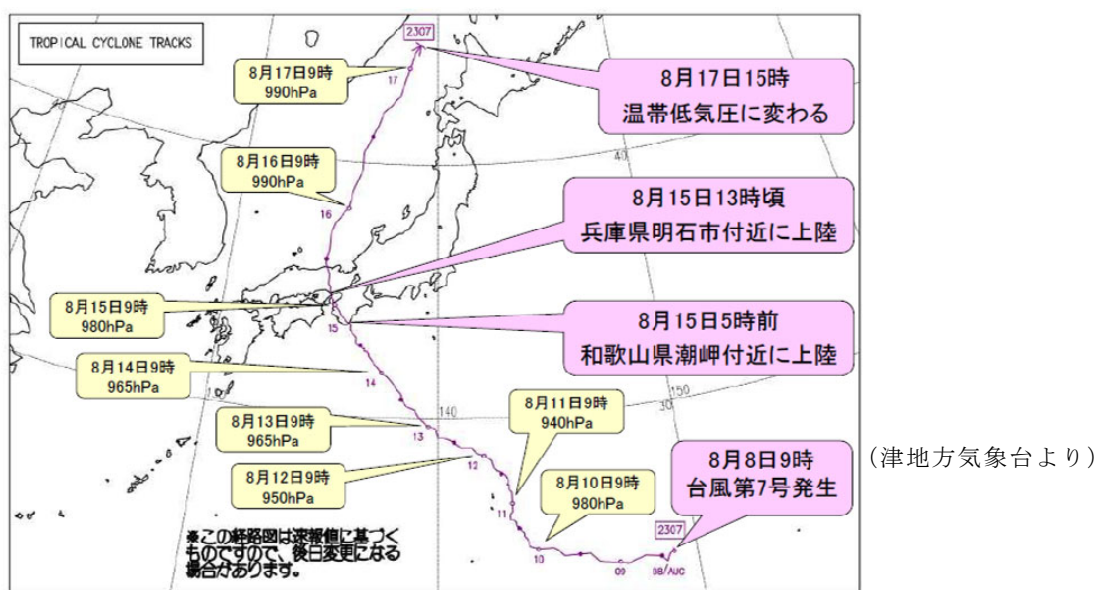 TROPICAL CYCLONE TRACKS
2307
8月17日9時
990hPa
17
8月17日15時
温帯低気圧に変わる
40
8月16日9時
990hPa
16
8月15日13時頃
兵庫県明石市付近に上陸
8月15日9時
980hPa
15
8月15日5時前
和歌山県潮岬付近に上陸
8月14日9時
965hPa
14
150
30
140
8月13日9時
965hPa
13
8月11日9時
940hPa
8月12日9時
950hPa
12
11
8月10日9時
980hPa
8月8日9時
台風第7号発生
(津地方気象台より)
2307
10
09
08/AUG
※この経路図は速報値に基づく
ものですので、後日変更になる
場合があります。